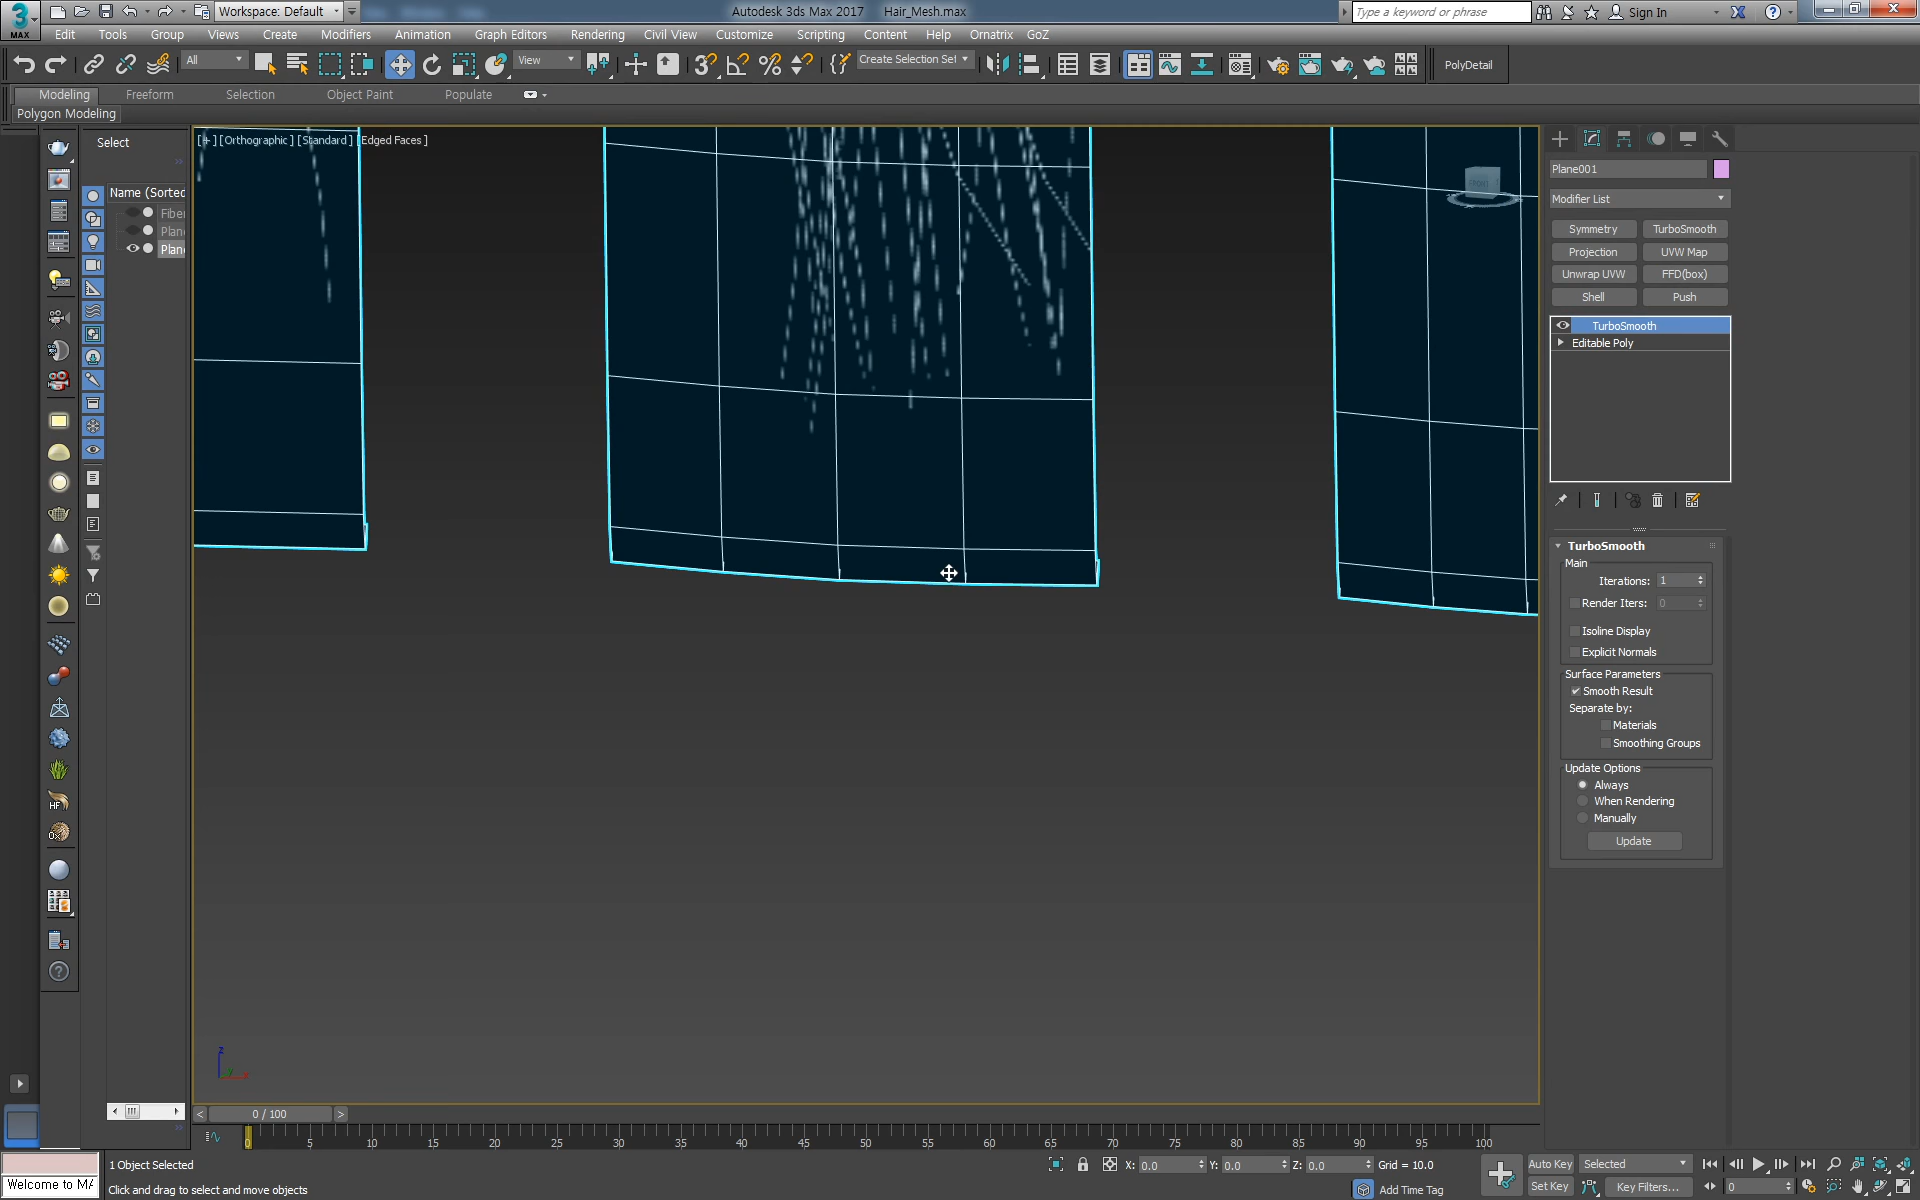 3
MAX
Workspace: Default
Autodesk 3ds Max 2017 Hair_Mesh.max
Type a keyword or phrase
Sign In
Edit Tools Group Views Create Modifiers Animation Graph Editors Rendering Civil View Customize Scripting Content Help Ornatrix GoZ
All
View
Create Selection Set
PolyDetail
Modeling Freeform Selection Object Paint Populate
Polygon Modeling
Select
Name (Sorted
Fiber
Plane
Plane
[+] [Orthographic] [Standard] [Edged Faces]
Plane001
Modifier List
Symmetry TurboSmooth
Projection UVW Map
Unwrap UVW FFD(box)
Shell Push
TurboSmooth
Editable Poly
TurboSmooth
Main
Iterations: 1
Render Iters: 0
Isoline Display
Explicit Normals
Surface Parameters
Smooth Result
Separate by:
Materials
Smoothing Groups
Update Options
Always
When Rendering
Manually
Update
HF
z
y
x
< 0 / 100 >
0 5 10 15 20 25 30 35 40 45 50 55 60 65 70 75 80 85 90 95 100
1 Object Selected
X: 0.0 Y: 0.0 Z: 0.0 Grid = 10.0
Auto Key Selected
Welcome to MA
Click and drag to select and move objects
Add Time Tag
Set Key Key Filters...
0